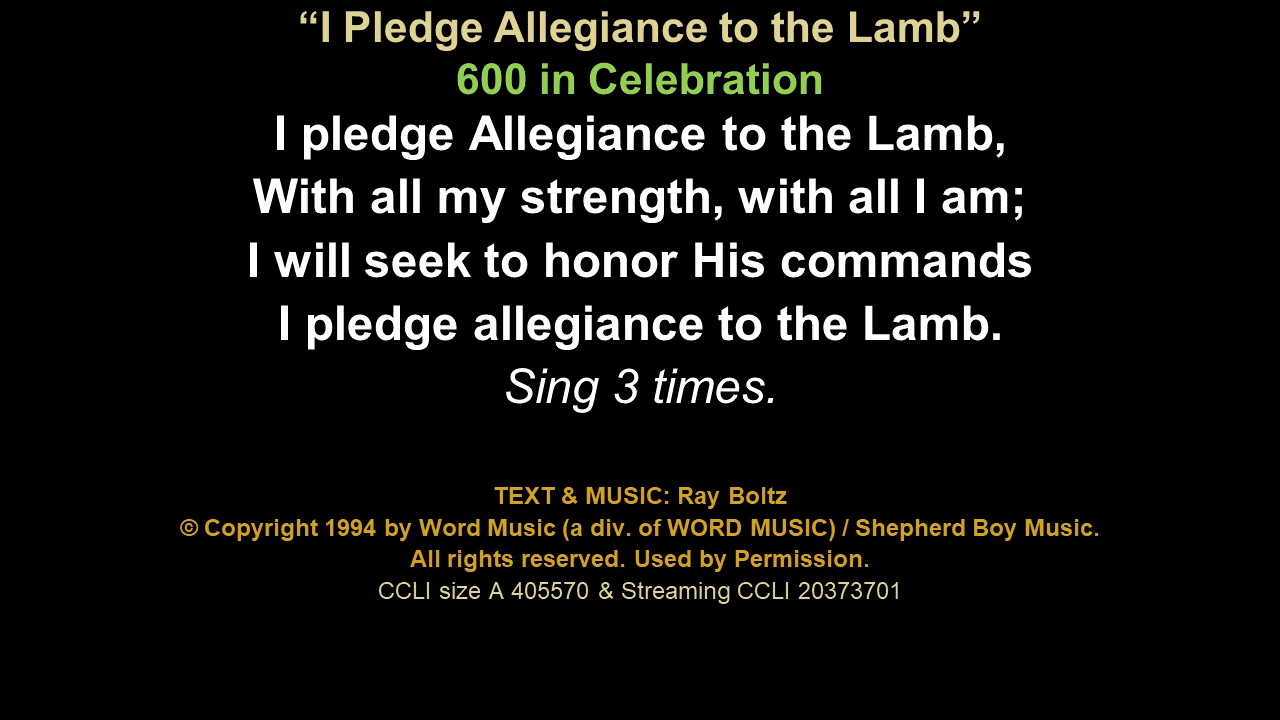 “I Pledge Allegiance to the Lamb”
600 in Celebration
I pledge Allegiance to the Lamb,
With all my strength, with all I am;
I will seek to honor His commands
I pledge allegiance to the Lamb.
Sing 3 times.
TEXT & MUSIC: Ray Boltz
© Copyright 1994 by Word Music (a div. of WORD MUSIC) / Shepherd Boy Music.
All rights reserved. Used by Permission.
CCLI size A 405570 & Streaming CCLI 20373701